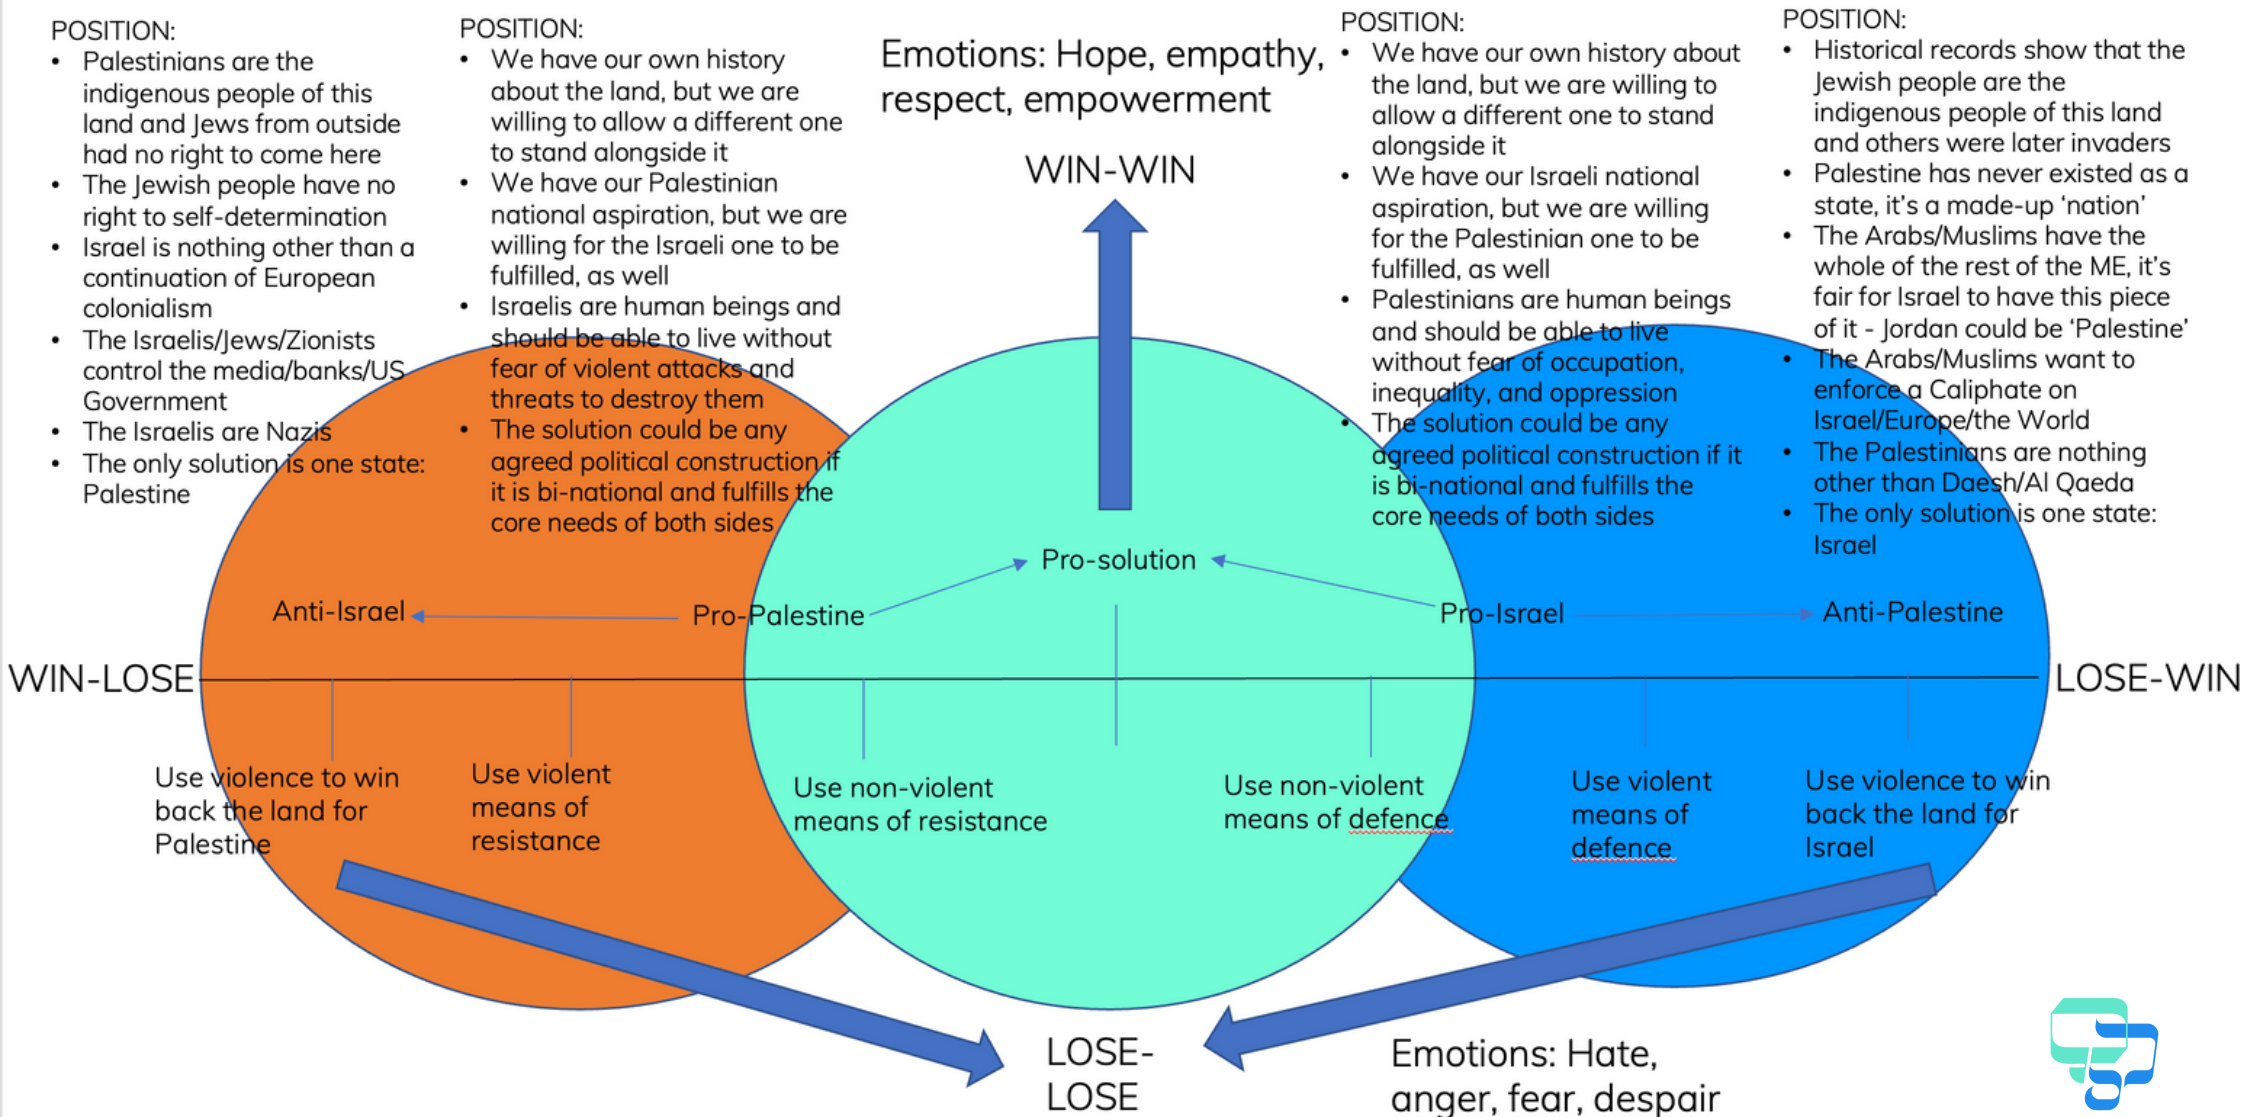 POSITION:
• Palestinians are the
indigenous people of this
land and Jews from outside
had no right to come here
• The Jewish people have no
right to self-determination
• Israel is nothing other than a
continuation of European
colonialism
• The Israelis/Jews/Zionists
control the media/banks/US
Government
• The Israelis are Nazis
• The only solution is one state:
Palestine
POSITION:
• We have our own history
about the land, but we are
willing to allow a different one
to stand alongside it
• We have our Palestinian
national aspiration, but we are
willing for the Israeli one to be
fulfilled, as well
• Israelis are human beings and
should be able to live without
fear of violent attacks and
threats to destroy them
• The solution could be any
agreed political construction if
it is bi-national and fulfills the
core needs of both sides
Emotions: Hope, empathy,
respect, empowerment
WIN-WIN
POSITION:
• We have our own history about
the land, but we are willing to
allow a different one to stand
alongside it
• We have our Israeli national
aspiration, but we are willing
for the Palestinian one to be
fulfilled, as well
• Palestinians are human beings
and should be able to live
without fear of occupation,
inequality, and oppression
• The solution could be any
agreed political construction if it
is bi-national and fulfills the
core needs of both sides
POSITION:
• Historical records show that the
Jewish people are the
indigenous people of this land
and others were later invaders
• Palestine has never existed as a
state, it's a made-up ‘nation’
• The Arabs/Muslims have the
whole of the rest of the ME, it's
fair for Israel to have this piece
of it - Jordan could be ‘Palestine’
• The Arabs/Muslims want to
enforce a Caliphate on
Israel/Europe/the World
• The Palestinians are nothing
other than Daesh/Al Qaeda
• The only solution is one state:
Israel
Pro-solution
Anti-Israel
Pro-Palestine
Pro-Israel
Anti-Palestine
WIN-LOSE
LOSE-WIN
Use violence to win
back the land for
Palestine
Use violent
means of
resistance
Use non-violent
means of resistance
Use non-violent
means of defence
Use violent
means of
defence
Use violence to win
back the land for
Israel
LOSE-
LOSE
Emotions: Hate,
anger, fear, despair